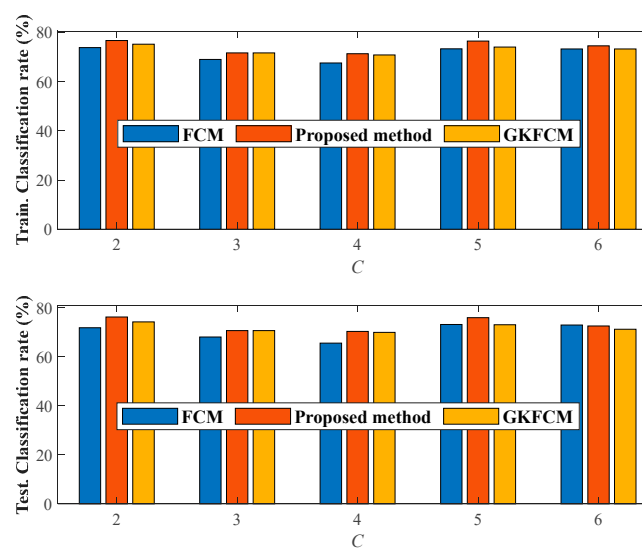 Train. Classification rate (%)
80
60
40
20
0
FCM Proposed method GKFCM
2 3 4 5 6
C
Test. Classification rate (%)
80
60
40
20
0
FCM Proposed method GKFCM
2 3 4 5 6
C